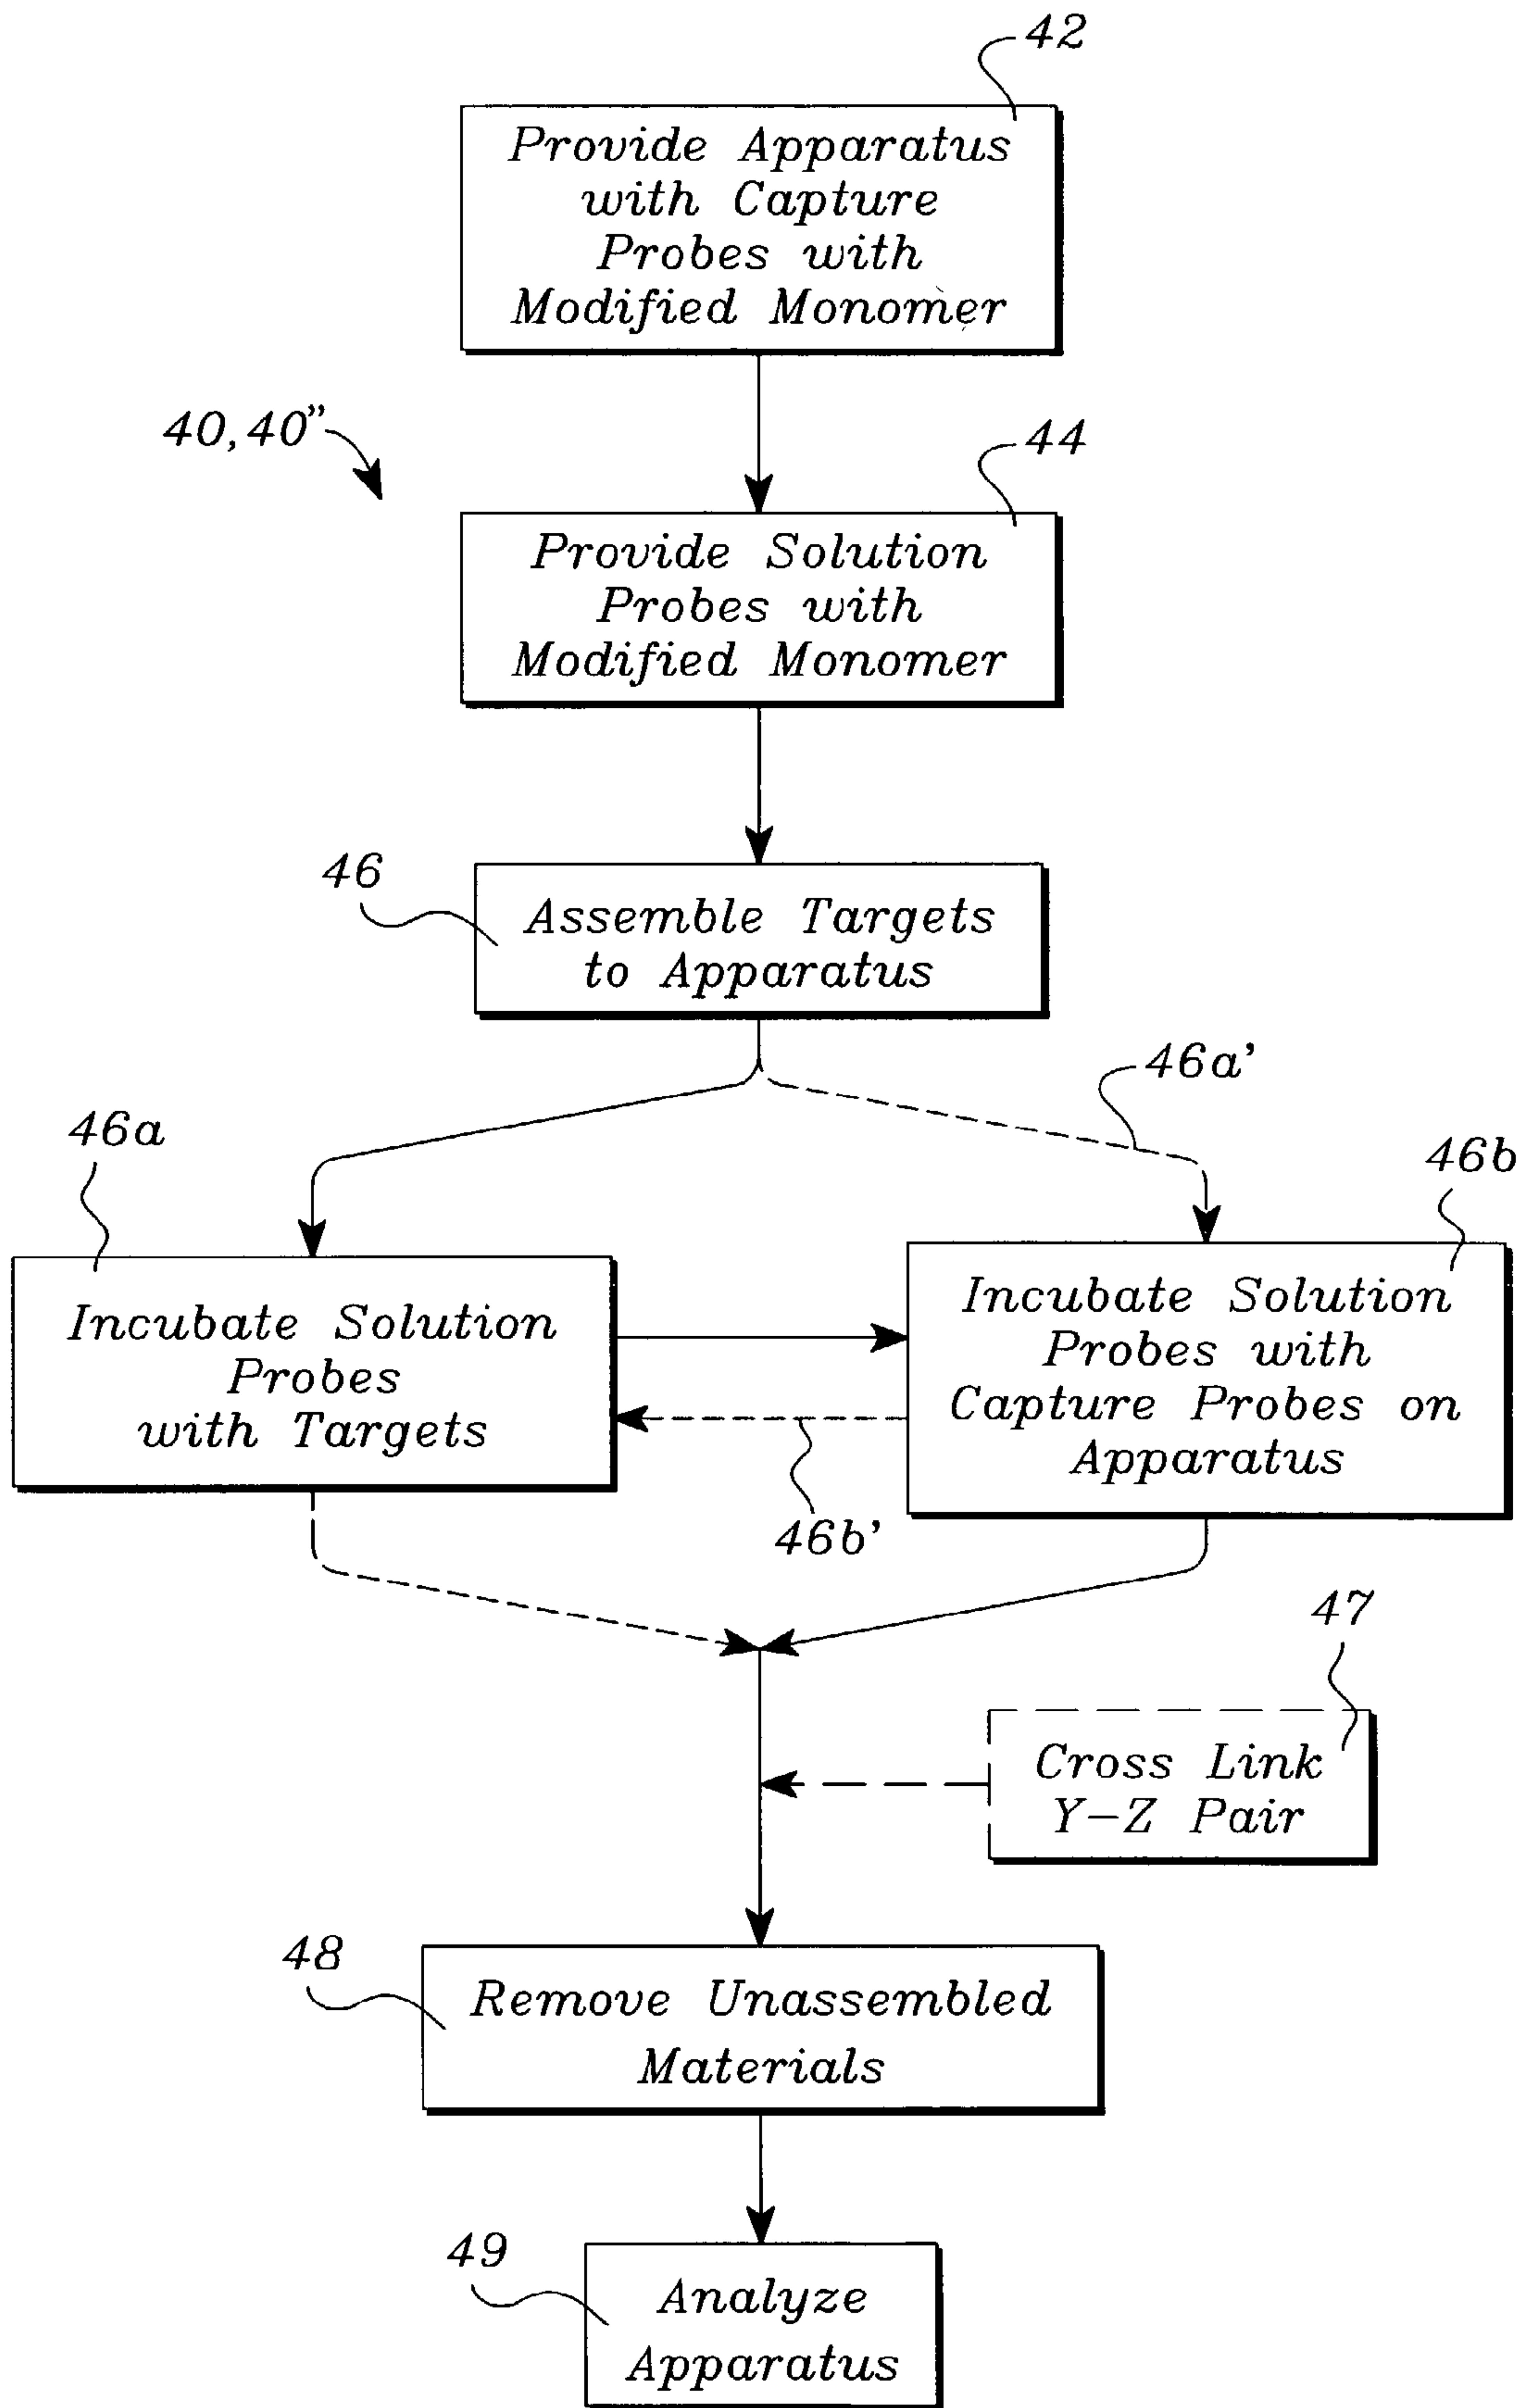 42
Provide Apparatus
with Capture
Probes with
Modified Monomer
40,40”
44
Provide Solution
Probes with
Modified Monomer
46
Assemble Targets
to Apparatus
46a’
46a
46b
Incubate Solution
Probes
with Targets
Incubate Solution
Probes with
Capture Probes on
Apparatus
46b’
47
Cross Link
Y-Z Pair
48
Remove Unassembled
Materials
49
Analyze
Apparatus